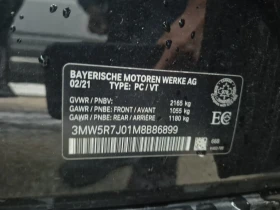 BAYERISCHE MOTOREN WERKE AG
02/21 TYPE: PC / VT
GVWR / PNBV: 2165 kg
GAWR / PNBE: FRONT / AVANT 1055 kg
GAWR / PNBE: REAR / ARRIÈRE 1180 kg
3MW5R7J01M8B86899